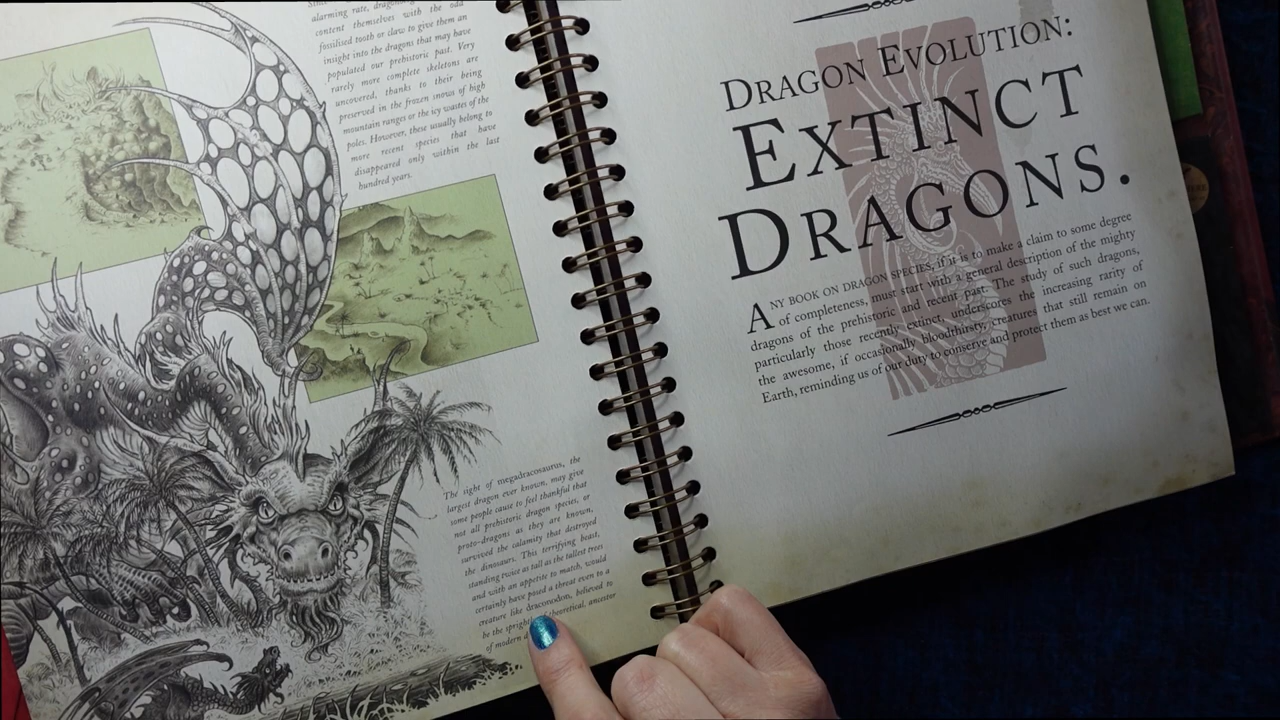 alarming rate, dragon
content themselves with the odd
fossilised tooth or claw to give them an
insight into the dragons that may have
populated our prehistoric past. Very
rarely more complete skeletons are
uncovered, thanks to their being
preserved in the frozen snows of high
mountain ranges or the icy wastes of the
poles. However, these usually belong to
more recent species that have
disappeared only within the last
hundred years.
The sight of megadracosaurus, the
largest dragon ever known, may give
some people cause to feel thankful that
not all prehistoric dragon species, or
proto-dragons as they are known,
survived the calamity that destroyed
the dinosaurs. This terrifying beast,
standing twice as tall as the tallest trees
and with an appetite to match, would
certainly have posed a threat even to a
creature like draconodon, believed to
be the theoretical, ancestor
of modern
DRAGON EVOLUTION:
EXTINCT
DRAGONS.
ANY BOOK ON DRAGON SPECIES, if it is to make a claim to some degree
of completeness, must start with a general description of the mighty
dragons of the prehistoric and recent past. The study of such dragons,
particularly those recently extinct, underscores the increasing rarity of
the awesome, if occasionally bloodthirsty, creatures that still remain on
Earth, reminding us of our duty to conserve and protect them as best we can.